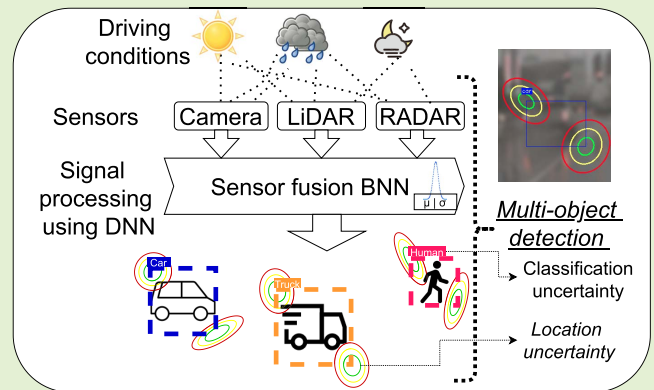 Driving
conditions
Sensors
Camera
LiDAR
RADAR
Signal
processing
using DNN
Sensor fusion BNN
μ | σ
car
Multi-object
detection
Car
Truck
Human
Classification
uncertainty
Location
uncertainty